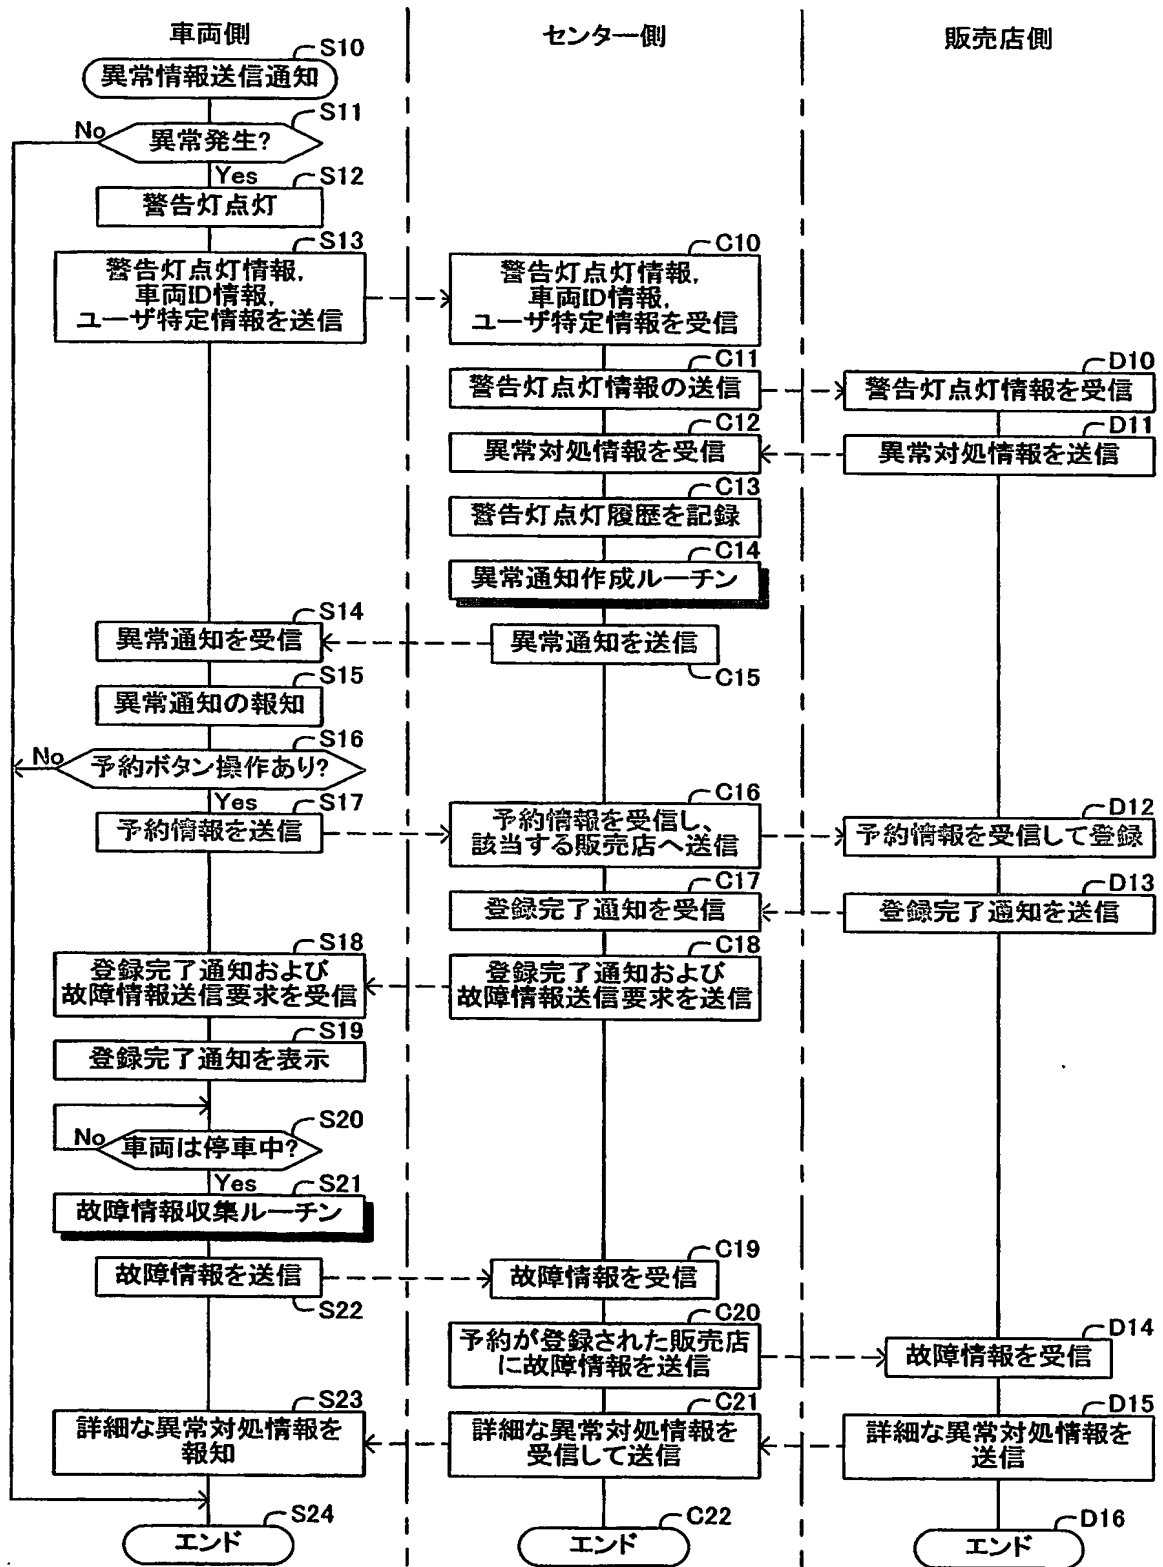 車両側
センター側
販売店側
S10
異常情報送信通知
S11
No
異常発生?
Yes
S12
警告灯点灯
S13
警告灯点灯情報,
車両ID情報,
ユーザ特定情報を送信
C10
警告灯点灯情報,
車両ID情報,
ユーザ特定情報を受信
C11
警告灯点灯情報の送信
D10
警告灯点灯情報を受信
C12
異常対処情報を受信
D11
異常対処情報を送信
C13
警告灯点灯履歴を記録
C14
異常通知作成ルーチン
S14
異常通知を受信
異常通知を送信
C15
S15
異常通知の報知
S16
No
予約ボタン操作あり?
Yes
S17
予約情報を送信
C16
予約情報を受信し、
該当する販売店へ送信
D12
予約情報を受信して登録
C17
登録完了通知を受信
D13
登録完了通知を送信
S18
登録完了通知および
故障情報送信要求を受信
C18
登録完了通知および
故障情報送信要求を送信
S19
登録完了通知を表示
S20
No
車両は停車中?
Yes
S21
故障情報収集ルーチン
故障情報を送信
S22
C19
故障情報を受信
C20
予約が登録された販売店
に故障情報を送信
D14
故障情報を受信
S23
詳細な異常対処情報を
報知
C21
詳細な異常対処情報を
受信して送信
D15
詳細な異常対処情報を
送信
S24
エンド
C22
エンド
D16
エンド